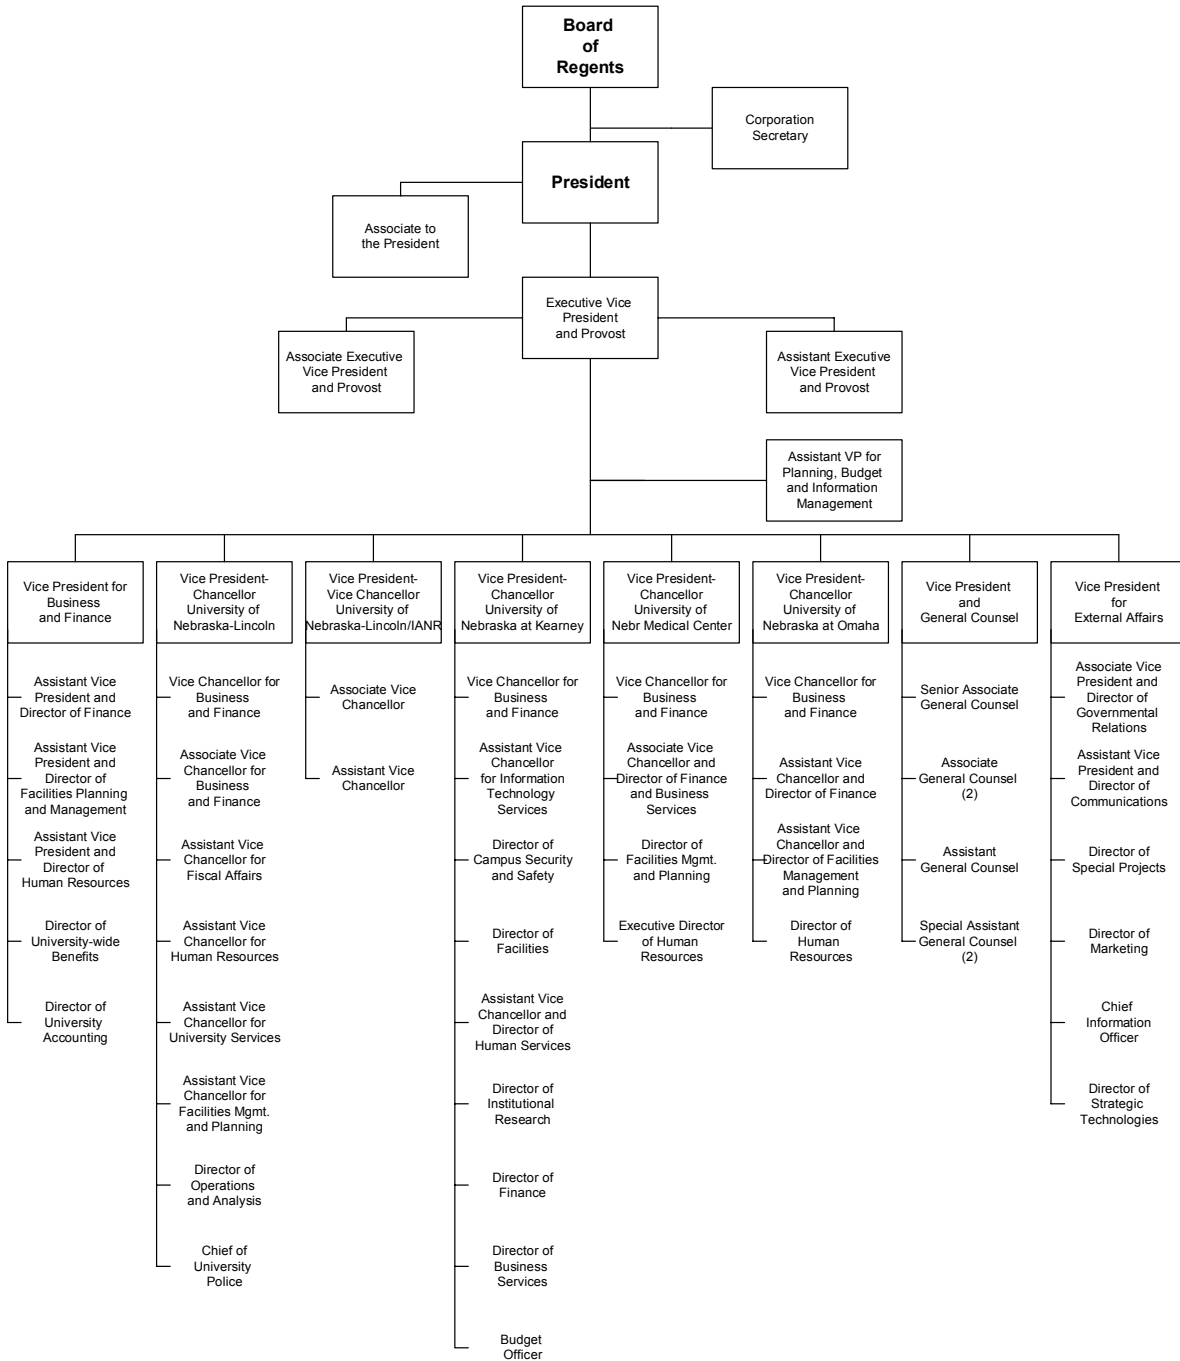 Board
of
Regents
Corporation
Secretary
President
Associate to
the President
Executive Vice
President
and Provost
Associate Executive
Vice President
and Provost
Assistant Executive
Vice President
and Provost
Assistant VP for
Planning, Budget
and Information
Management
Vice President for
Business
and Finance
Vice President-
Chancellor
University of
Nebraska-Lincoln
Vice President-
Vice Chancellor
University of
Nebraska-Lincoln/IANR
Vice President-
Chancellor
University of
Nebraska at Kearney
Vice President-
Chancellor
University of
Nebr Medical Center
Vice President-
Chancellor
University of
Nebraska at Omaha
Vice President
and
General Counsel
Vice President
for
External Affairs
Assistant Vice
President and
Director of Finance
Assistant Vice
President and
Director of
Facilities Planning
and Management
Assistant Vice
President and
Director of
Human Resources
Director of
University-wide
Benefits
Director of
University
Accounting
Vice Chancellor for
Business
and Finance
Associate Vice
Chancellor for
Business
and Finance
Assistant Vice
Chancellor for
Fiscal Affairs
Assistant Vice
Chancellor for
Human Resources
Assistant Vice
Chancellor for
University Services
Assistant Vice
Chancellor for
Facilities Mgmt.
and Planning
Director of
Operations
and Analysis
Chief of
University
Police
Associate Vice
Chancellor
Assistant Vice
Chancellor
Vice Chancellor for
Business
and Finance
Assistant Vice
Chancellor
for Information
Technology
Services
Director of
Campus Security
and Safety
Director of
Facilities
Assistant Vice
Chancellor and
Director of
Human Services
Director of
Institutional
Research
Director of
Finance
Director of
Business
Services
Budget
Officer
Vice Chancellor for
Business
and Finance
Associate Vice
Chancellor and
Director of Finance
and Business
Services
Director of
Facilities Mgmt.
and Planning
Executive Director
of Human
Resources
Vice Chancellor for
Business
and Finance
Assistant Vice
Chancellor and
Director of Finance
Assistant Vice
Chancellor and
Director of Facilities
Management
and Planning
Director of
Human
Resources
Senior Associate
General Counsel
Associate
General Counsel
(2)
Assistant
General Counsel
Special Assistant
General Counsel
(2)
Associate Vice
President and
Director of
Governmental
Relations
Assistant Vice
President and
Director of
Communications
Director of
Special Projects
Director of
Marketing
Chief
Information
Officer
Director of
Strategic
Technologies